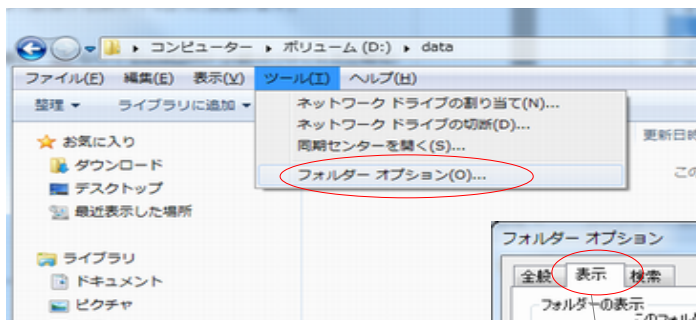 コンピューター ▸ ボリューム (D:) ▸ data
ファイル(F) 編集(E) 表示(V) ツール(T) ヘルプ(H)
整理 ▾ ライブラリに追加 ▾
ネットワーク ドライブの割り当て(N)...
ネットワーク ドライブの切断(D)...
同期センターを開く(S)...
フォルダー オプション(O)...
更新日時
この
お気に入り
ダウンロード
デスクトップ
最近表示した場所
ライブラリ
ドキュメント
ピクチャ
フォルダー オプション
全般 表示 検索
フォルダーの表示
このフォル